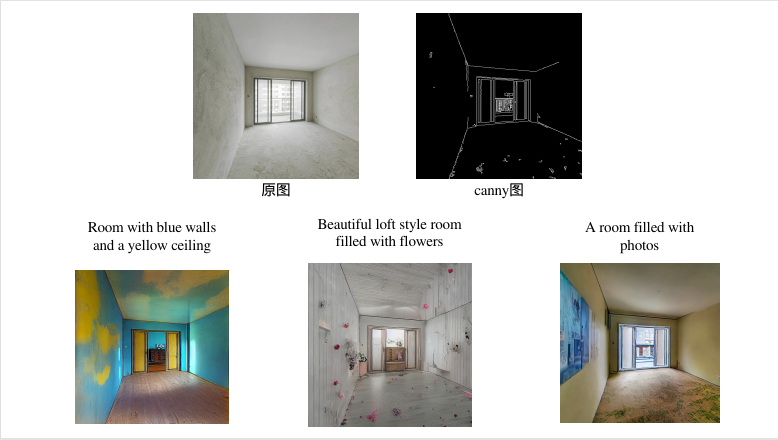 原图
canny图
Room with blue walls
and a yellow ceiling
Beautiful loft style room
filled with flowers
A room filled with
photos